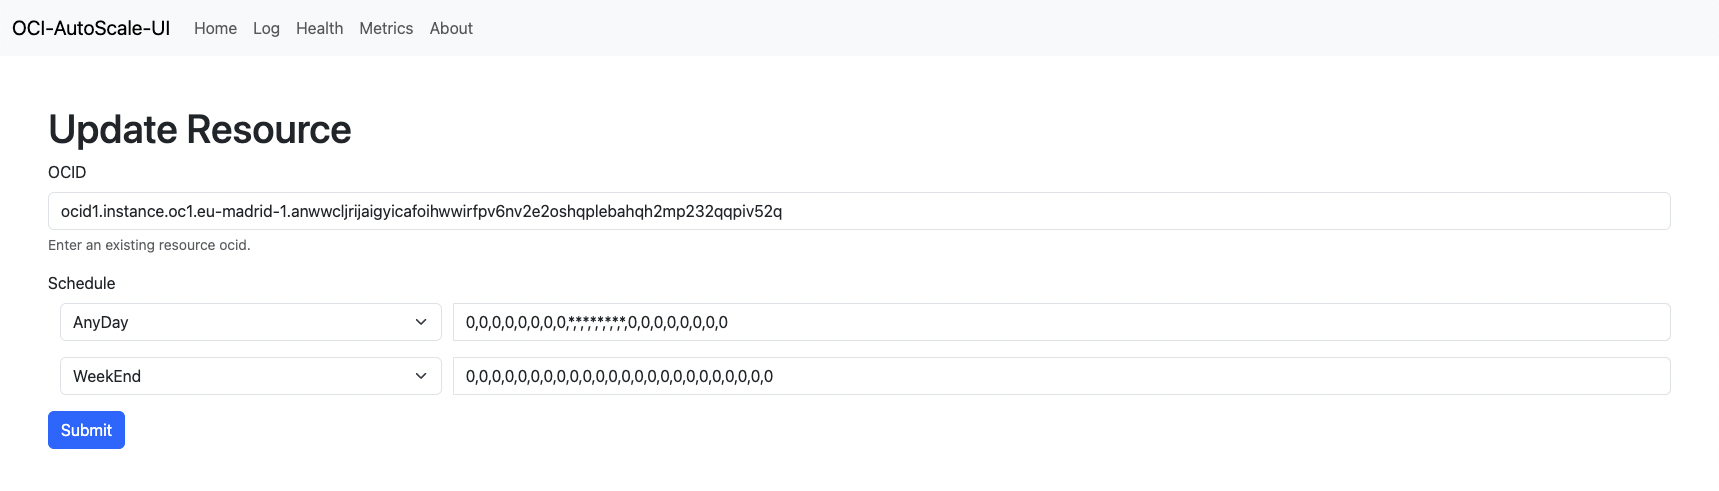 OCI-AutoScale-UI Home Log Health Metrics About
Update Resource
OCID
ocid1.instance.oc1.eu-madrid-1.anwwcljrijaigyicafoihwwirfpv6nv2e2oshqplebahqh2mp232qqpiv52q
Enter an existing resource ocid.
Schedule
AnyDay 0,0,0,0,0,0,0,0,*,*,*,*,*,*,*,*,0,0,0,0,0,0,0,0
WeekEnd 0,0,0,0,0,0,0,0,0,0,0,0,0,0,0,0,0,0,0,0,0,0,0,0
Submit